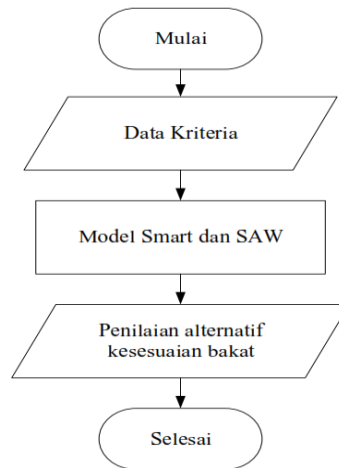 Mulai
Data Kriteria
Model Smart dan SAW
Penilaian alternatif
kesesuaian bakat
Selesai